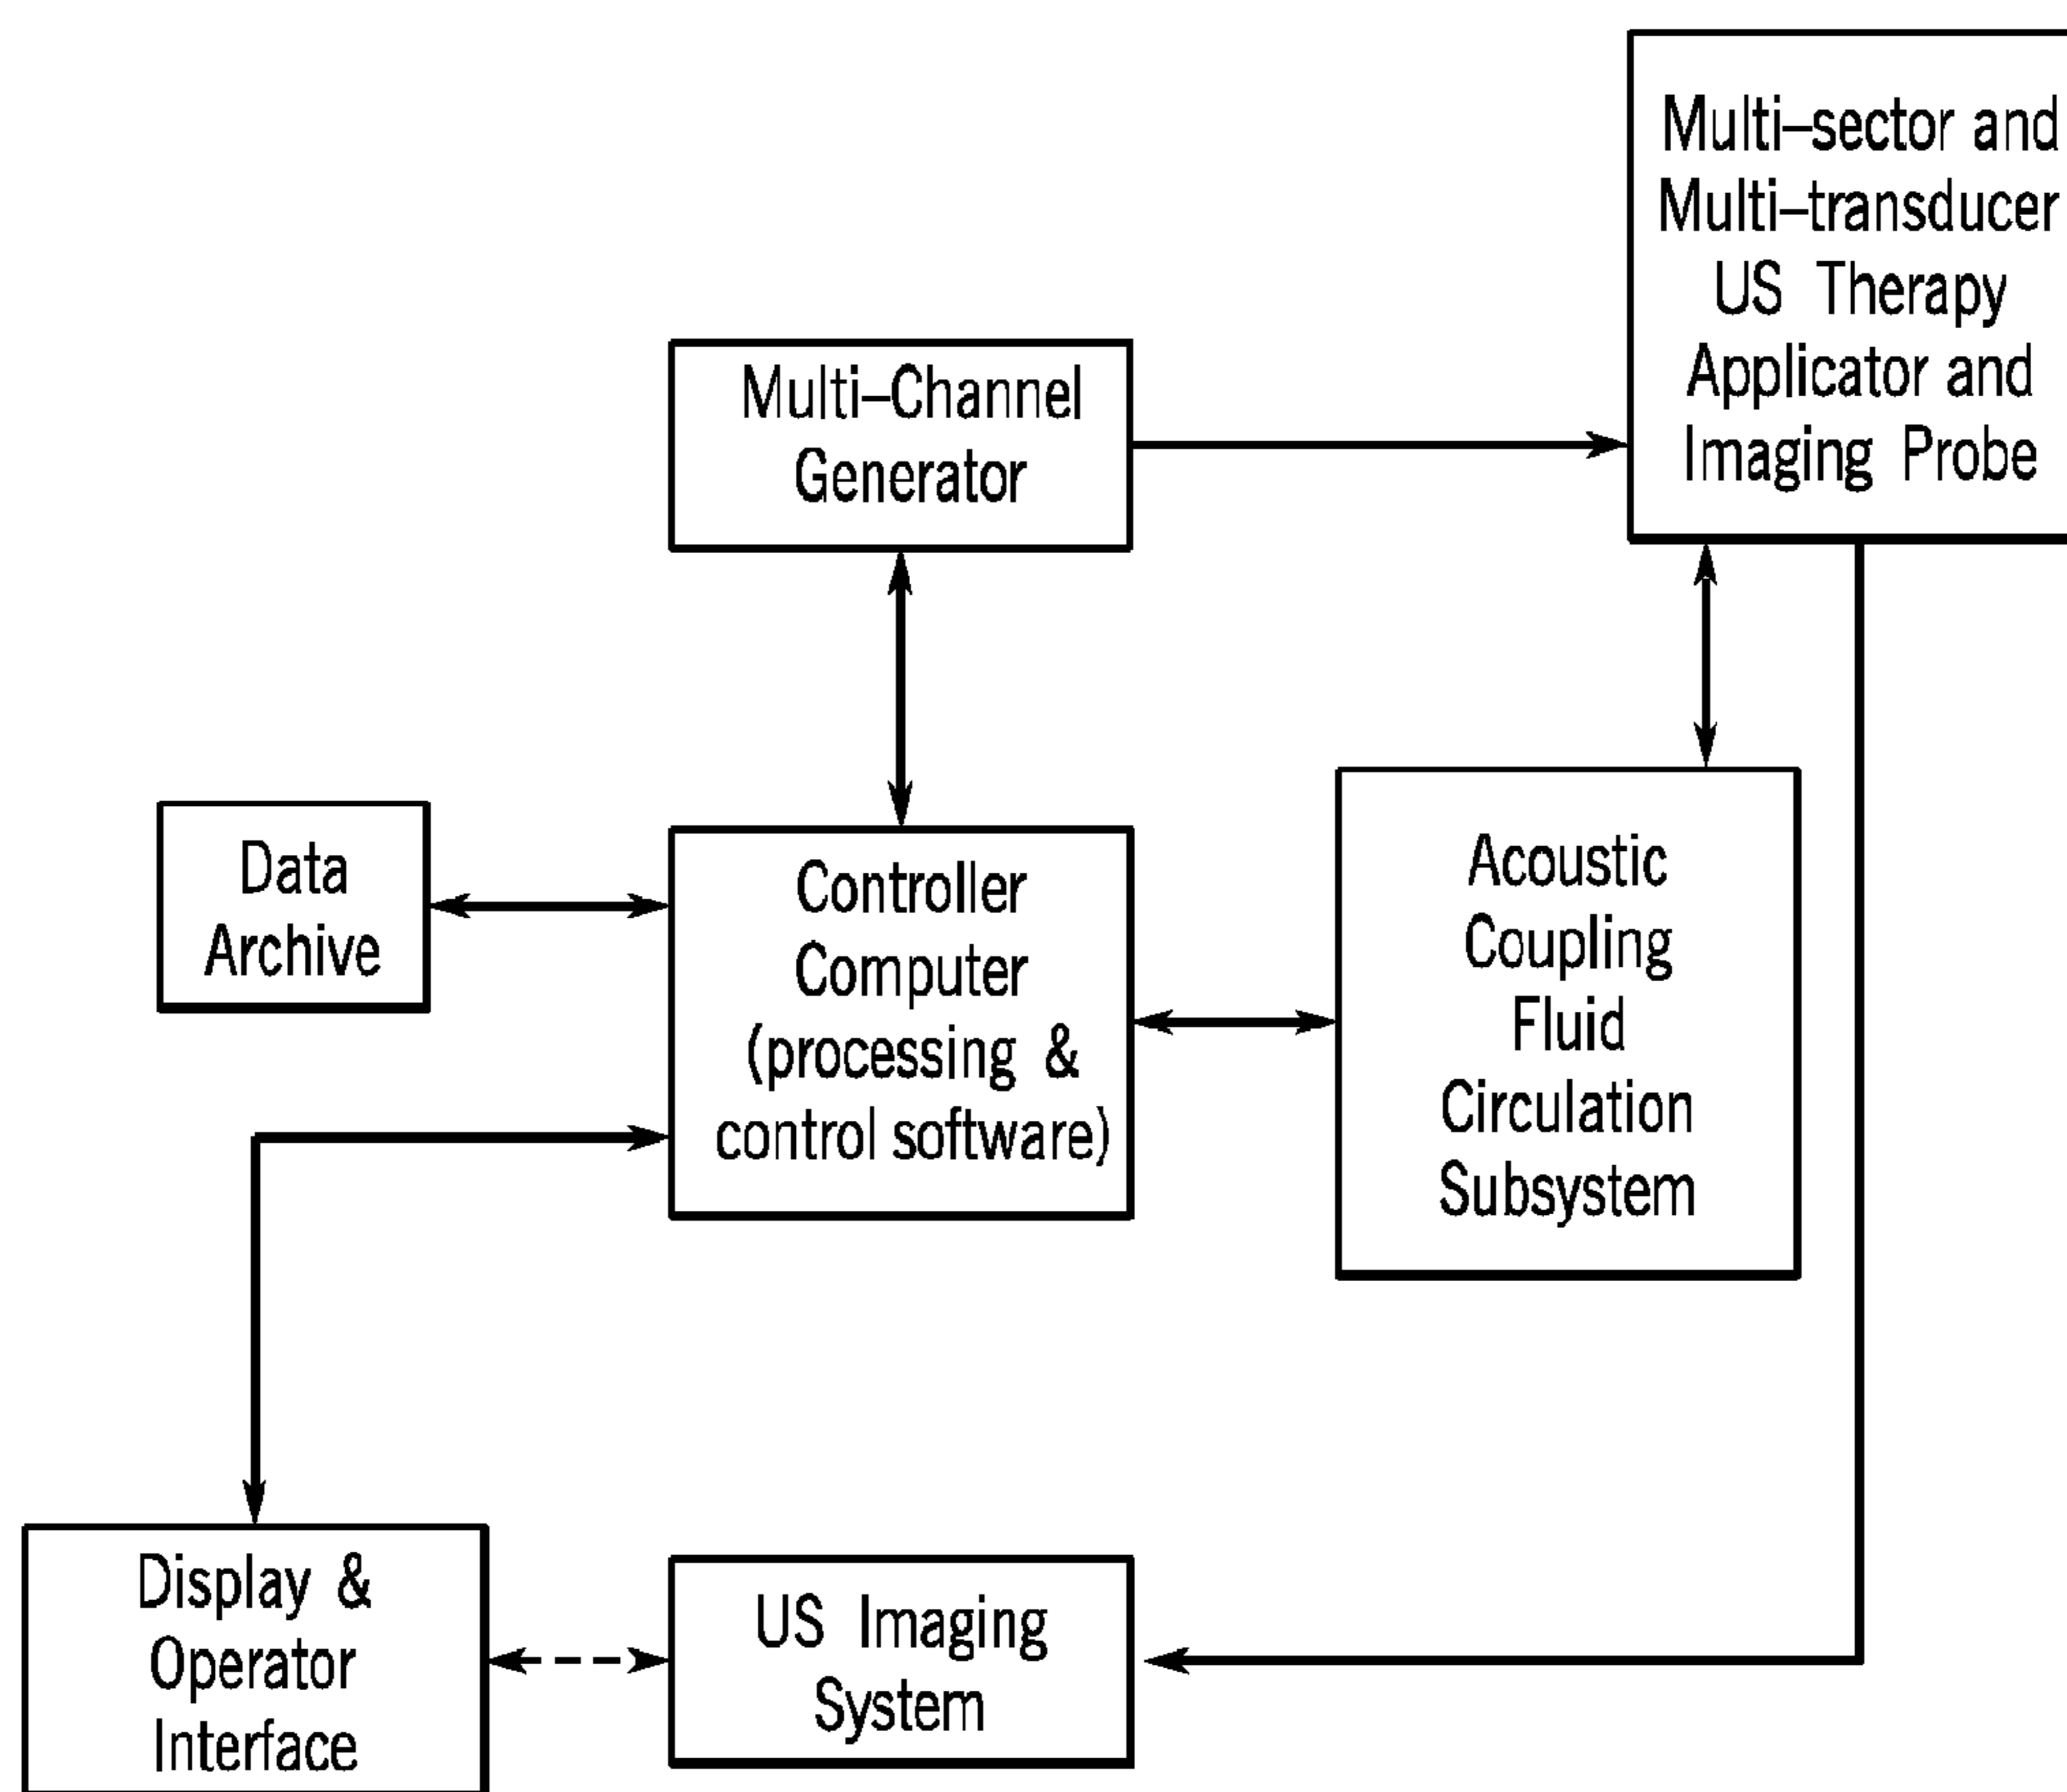 Multi–sector and
Multi–transducer
US Therapy
Applicator and
Imaging Probe
Multi–Channel
Generator
Data
Archive
Controller
Computer
(processing &
control software)
Acoustic
Coupling
Fluid
Circulation
Subsystem
Display &
Operator
Interface
US Imaging
System